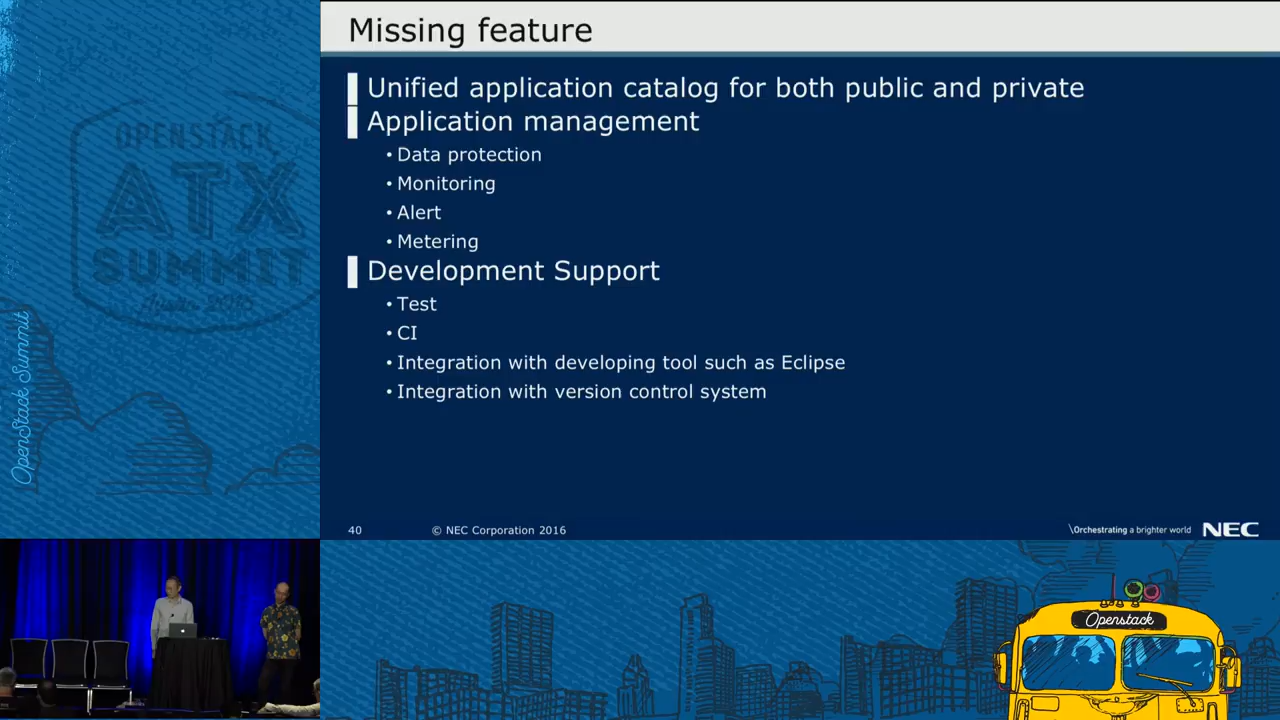 Missing feature
Unified application catalog for both public and private
Application management
• Data protection
• Monitoring
• Alert
• Metering
Development Support
• Test
• CI
• Integration with developing tool such as Eclipse
• Integration with version control system
40
© NEC Corporation 2016
\Orchestrating a brighter world
NEC
OPENSTACK
ATX
SUMMIT
Austin 2016
OpenStack Summit
Openstack